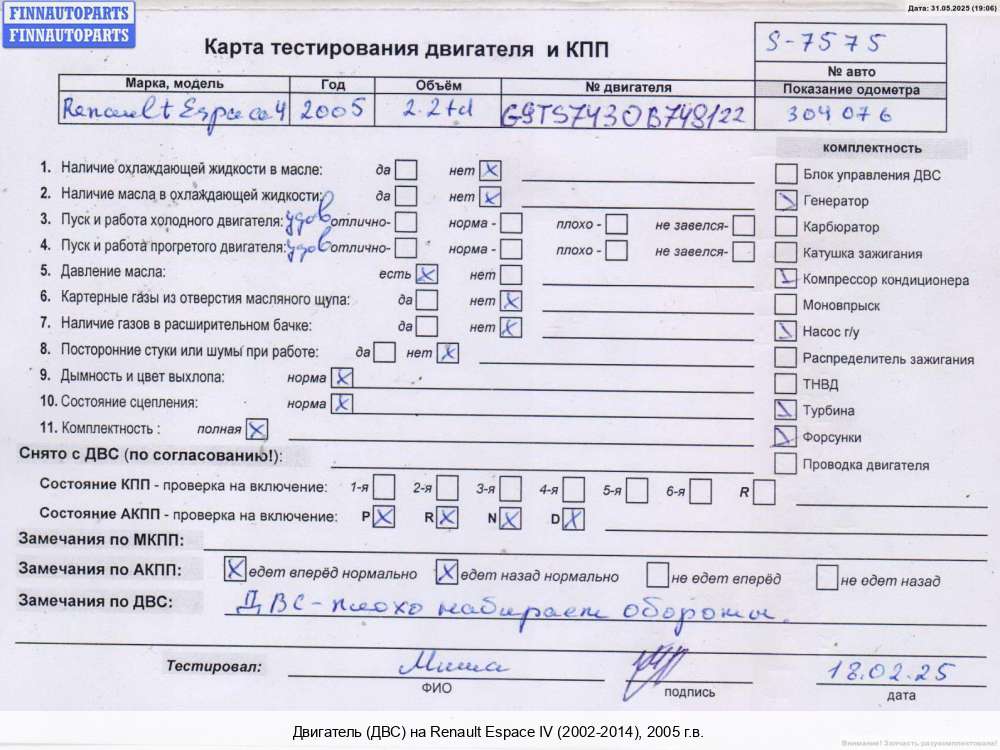 FINNAUTOPARTS
FINNAUTOPARTS
Дата: 31.05.2025 (19:06)
Карта тестирования двигателя и КПП
S-7575
№ авто
Марка, модель Год Объём № двигателя Показание одометра
Renault Espace 4 2005 2.2td G9T5743OB748122 304076
комплектность
1. Наличие охлаждающей жидкости в масле: да нет X
Блок управления ДВС
2. Наличие масла в охлаждающей жидкости: да нет X
Генератор
3. Пуск и работа холодного двигателя: удов отлично- норма - плохо - не завелся-
Карбюратор
4. Пуск и работа прогретого двигателя: удов отлично- норма - плохо - не завелся-
Катушка зажигания
5. Давление масла: есть X нет
Компрессор кондиционера
6. Картерные газы из отверстия масляного щупа: да нет X
Моновпрыск
7. Наличие газов в расширительном бачке: да нет X
Насос г/у
8. Посторонние стуки или шумы при работе: да нет X
Распределитель зажигания
9. Дымность и цвет выхлопа: норма X
ТНВД
10. Состояние сцепления: норма X
Турбина
11. Комплектность : полная X
Форсунки
Снято с ДВС (по согласованию!):
Проводка двигателя
Состояние КПП - проверка на включение: 1-я 2-я 3-я 4-я 5-я 6-я R
Состояние АКПП - проверка на включение: P X R X N X D X
Замечания по МКПП:
Замечания по АКПП: X едет вперёд нормально X едет назад нормально не едет вперёд не едет назад
Замечания по ДВС: ДВС - плохо набирает обороты.
Тестировал: Миша 18.02.25
ФИО подпись дата
Двигатель (ДВС) на Renault Espace IV (2002-2014), 2005 г.в.
Внимание! Запчасть разукомплектована!